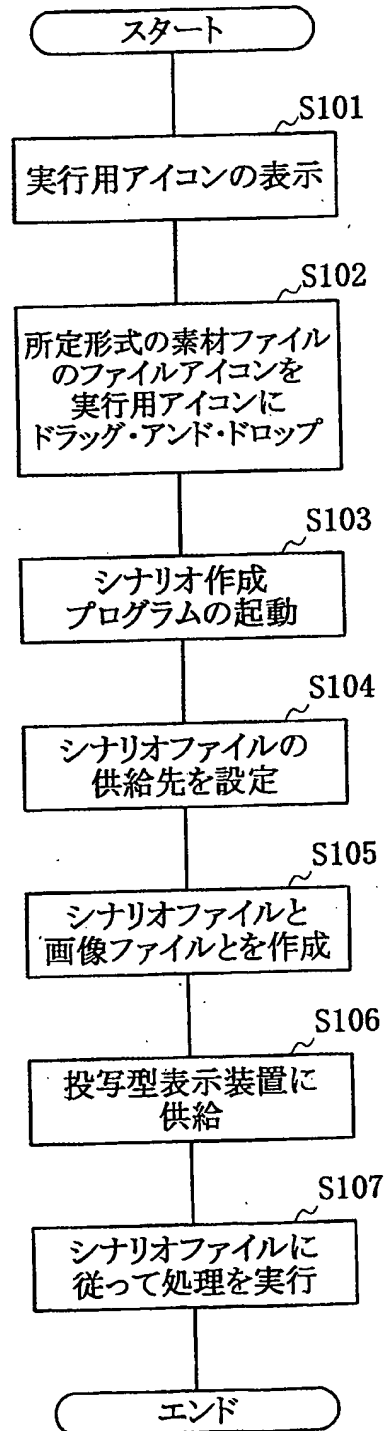 スタート
S101
実行用アイコンの表示
S102
所定形式の素材ファイル
のファイルアイコンを
実行用アイコンに
ドラッグ・アンド・ドロップ
S103
シナリオ作成
プログラムの起動
S104
シナリオファイルの
供給先を設定
S105
シナリオファイルと
画像ファイルとを作成
S106
投写型表示装置に
供給
S107
シナリオファイルに
従って処理を実行
エンド